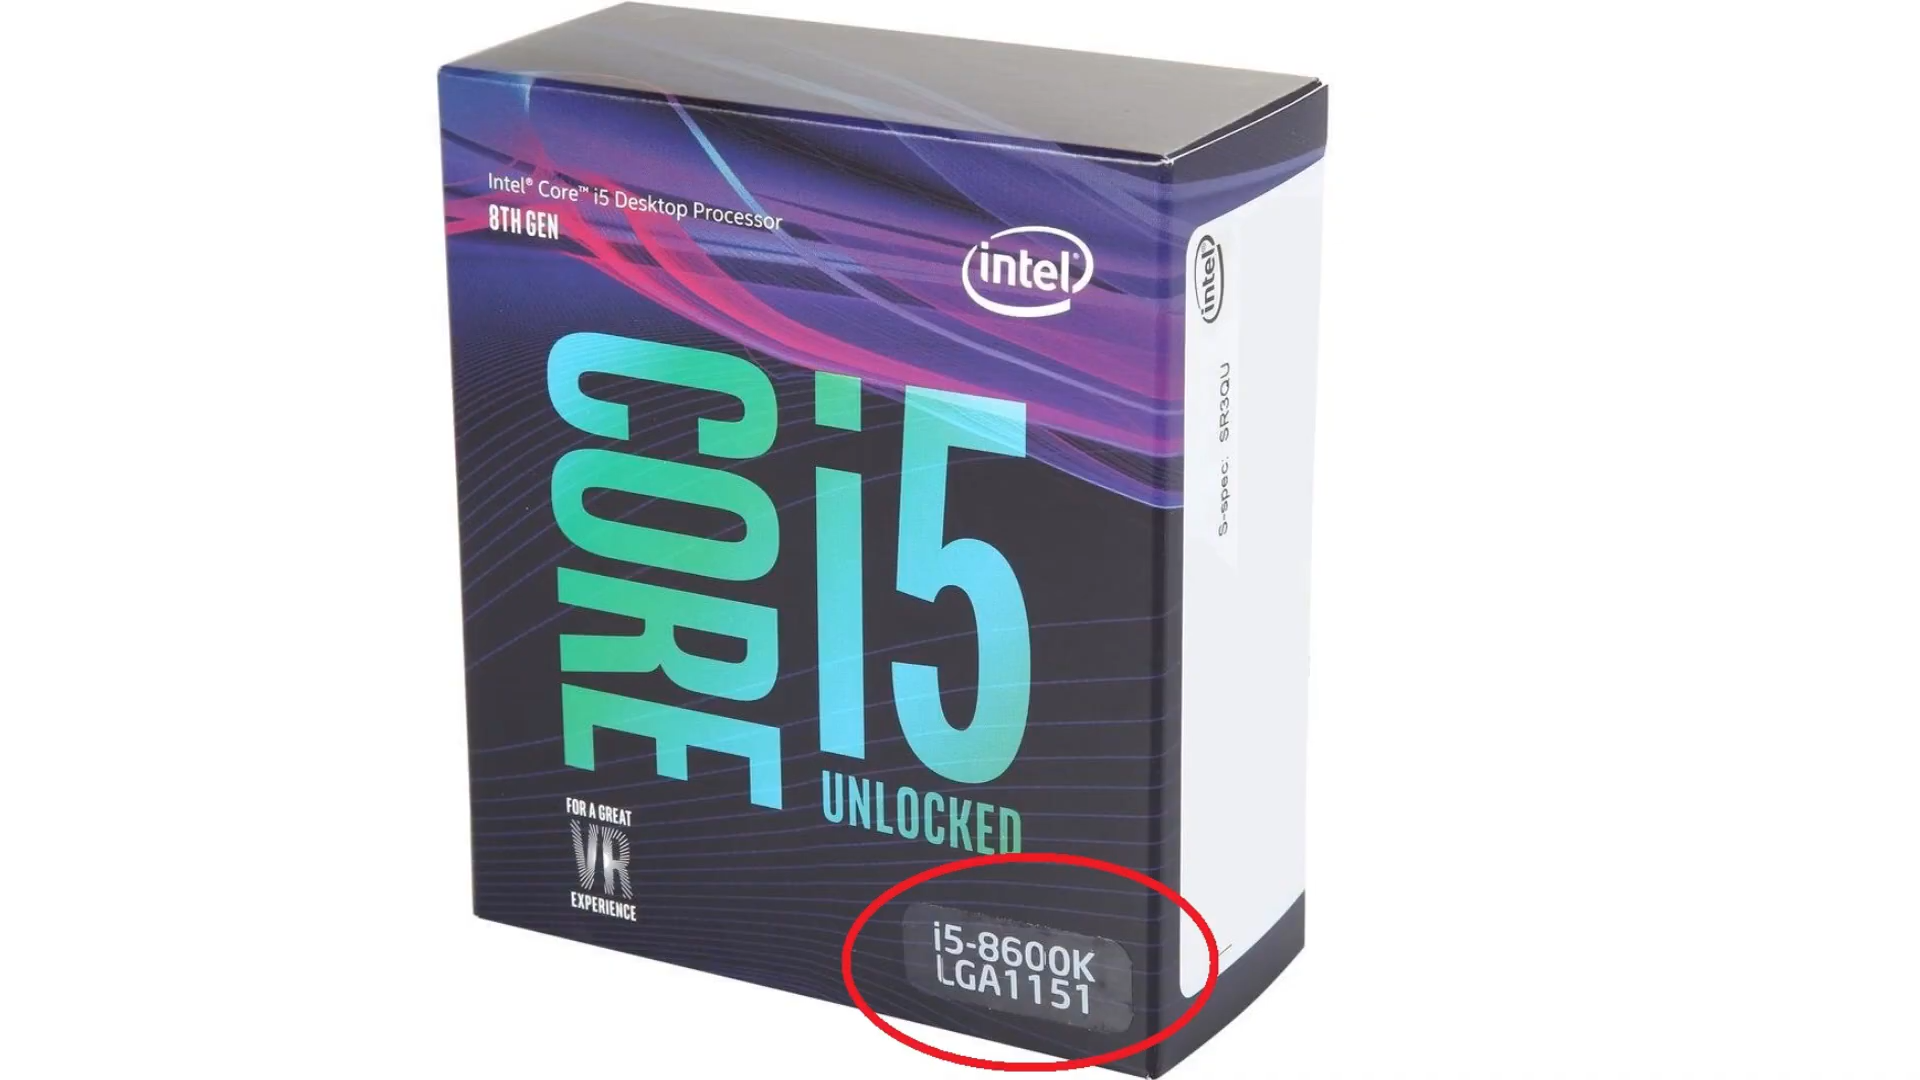 Intel® Core™ i5 Desktop Processor
8TH GEN
intel®
CORE i5
UNLOCKED
FOR A GREAT
VR
EXPERIENCE
i5-8600K
LGA1151
intel
S-spec: SR3QU